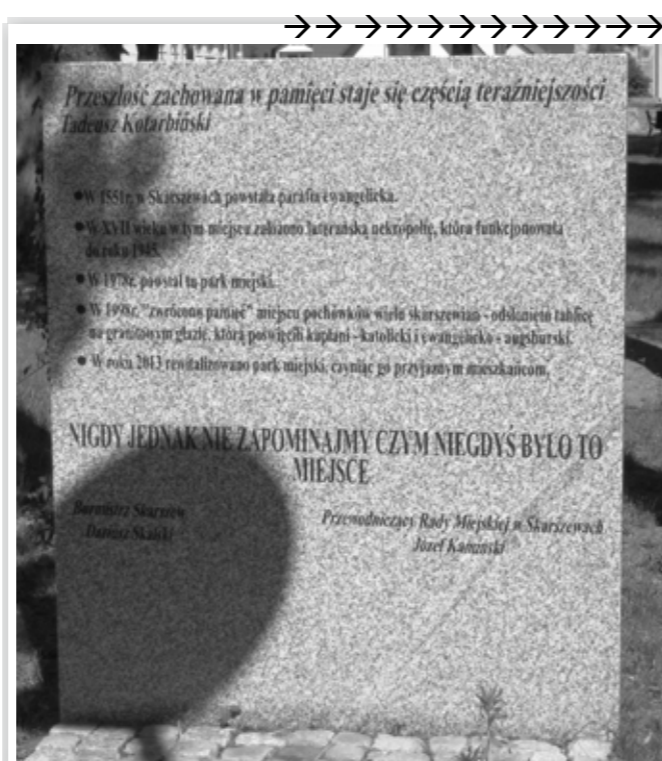 Przeszłość zachowana w pamięci staje się częścią teraźniejszości
Tadeusz Kotarbiński
•W 1551r. w Skarszewach powstała parafia ewangelicka.
•W XVII wieku w tym miejscu założono luterańską nekropolię, która funkcjonowała
do roku 1945.
•W 1978r. powstał tu park miejski.
•W 1998r. "zwrócono pamięć" miejscu pochówków wielu skarszewian - odsłonięto tablicę
na granitowym głazie, którą poświęcili kapłani - katolicki i ewangelicko - augsburski.
•W roku 2013 rewitalizowano park miejski, czyniąc go przyjaznym mieszkańcom.
NIGDY JEDNAK NIE ZAPOMINAJMY CZYM NIEGDYŚ BYŁO TO
MIEJSCE
Burmistrz Skarszew
Dariusz Skalski
Przewodniczący Rady Miejskiej w Skarszewach
Józef Kamiński